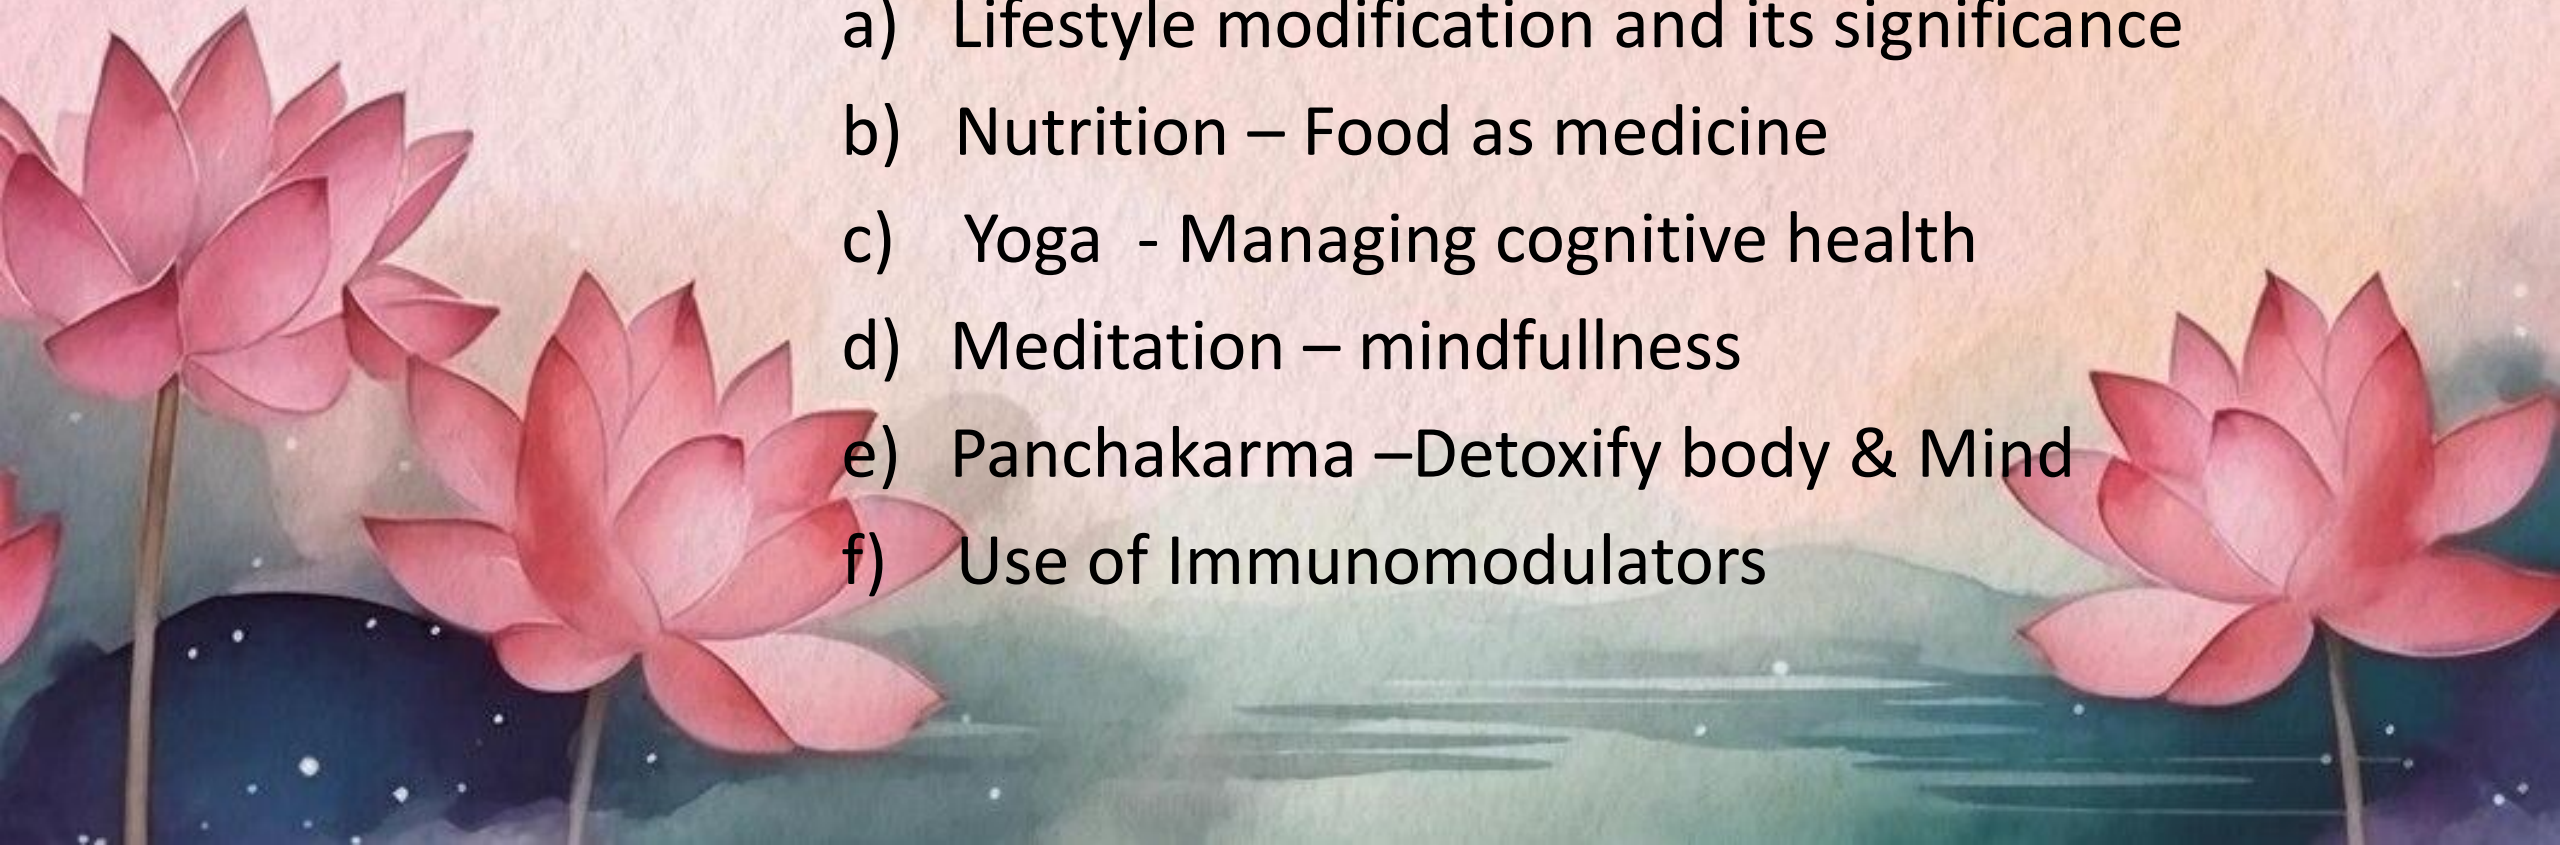 a) Lifestyle modification and its significance
b) Nutrition – Food as medicine
c) Yoga - Managing cognitive health
d) Meditation – mindfullness
e) Panchakarma –Detoxify body & Mind
f) Use of Immunomodulators